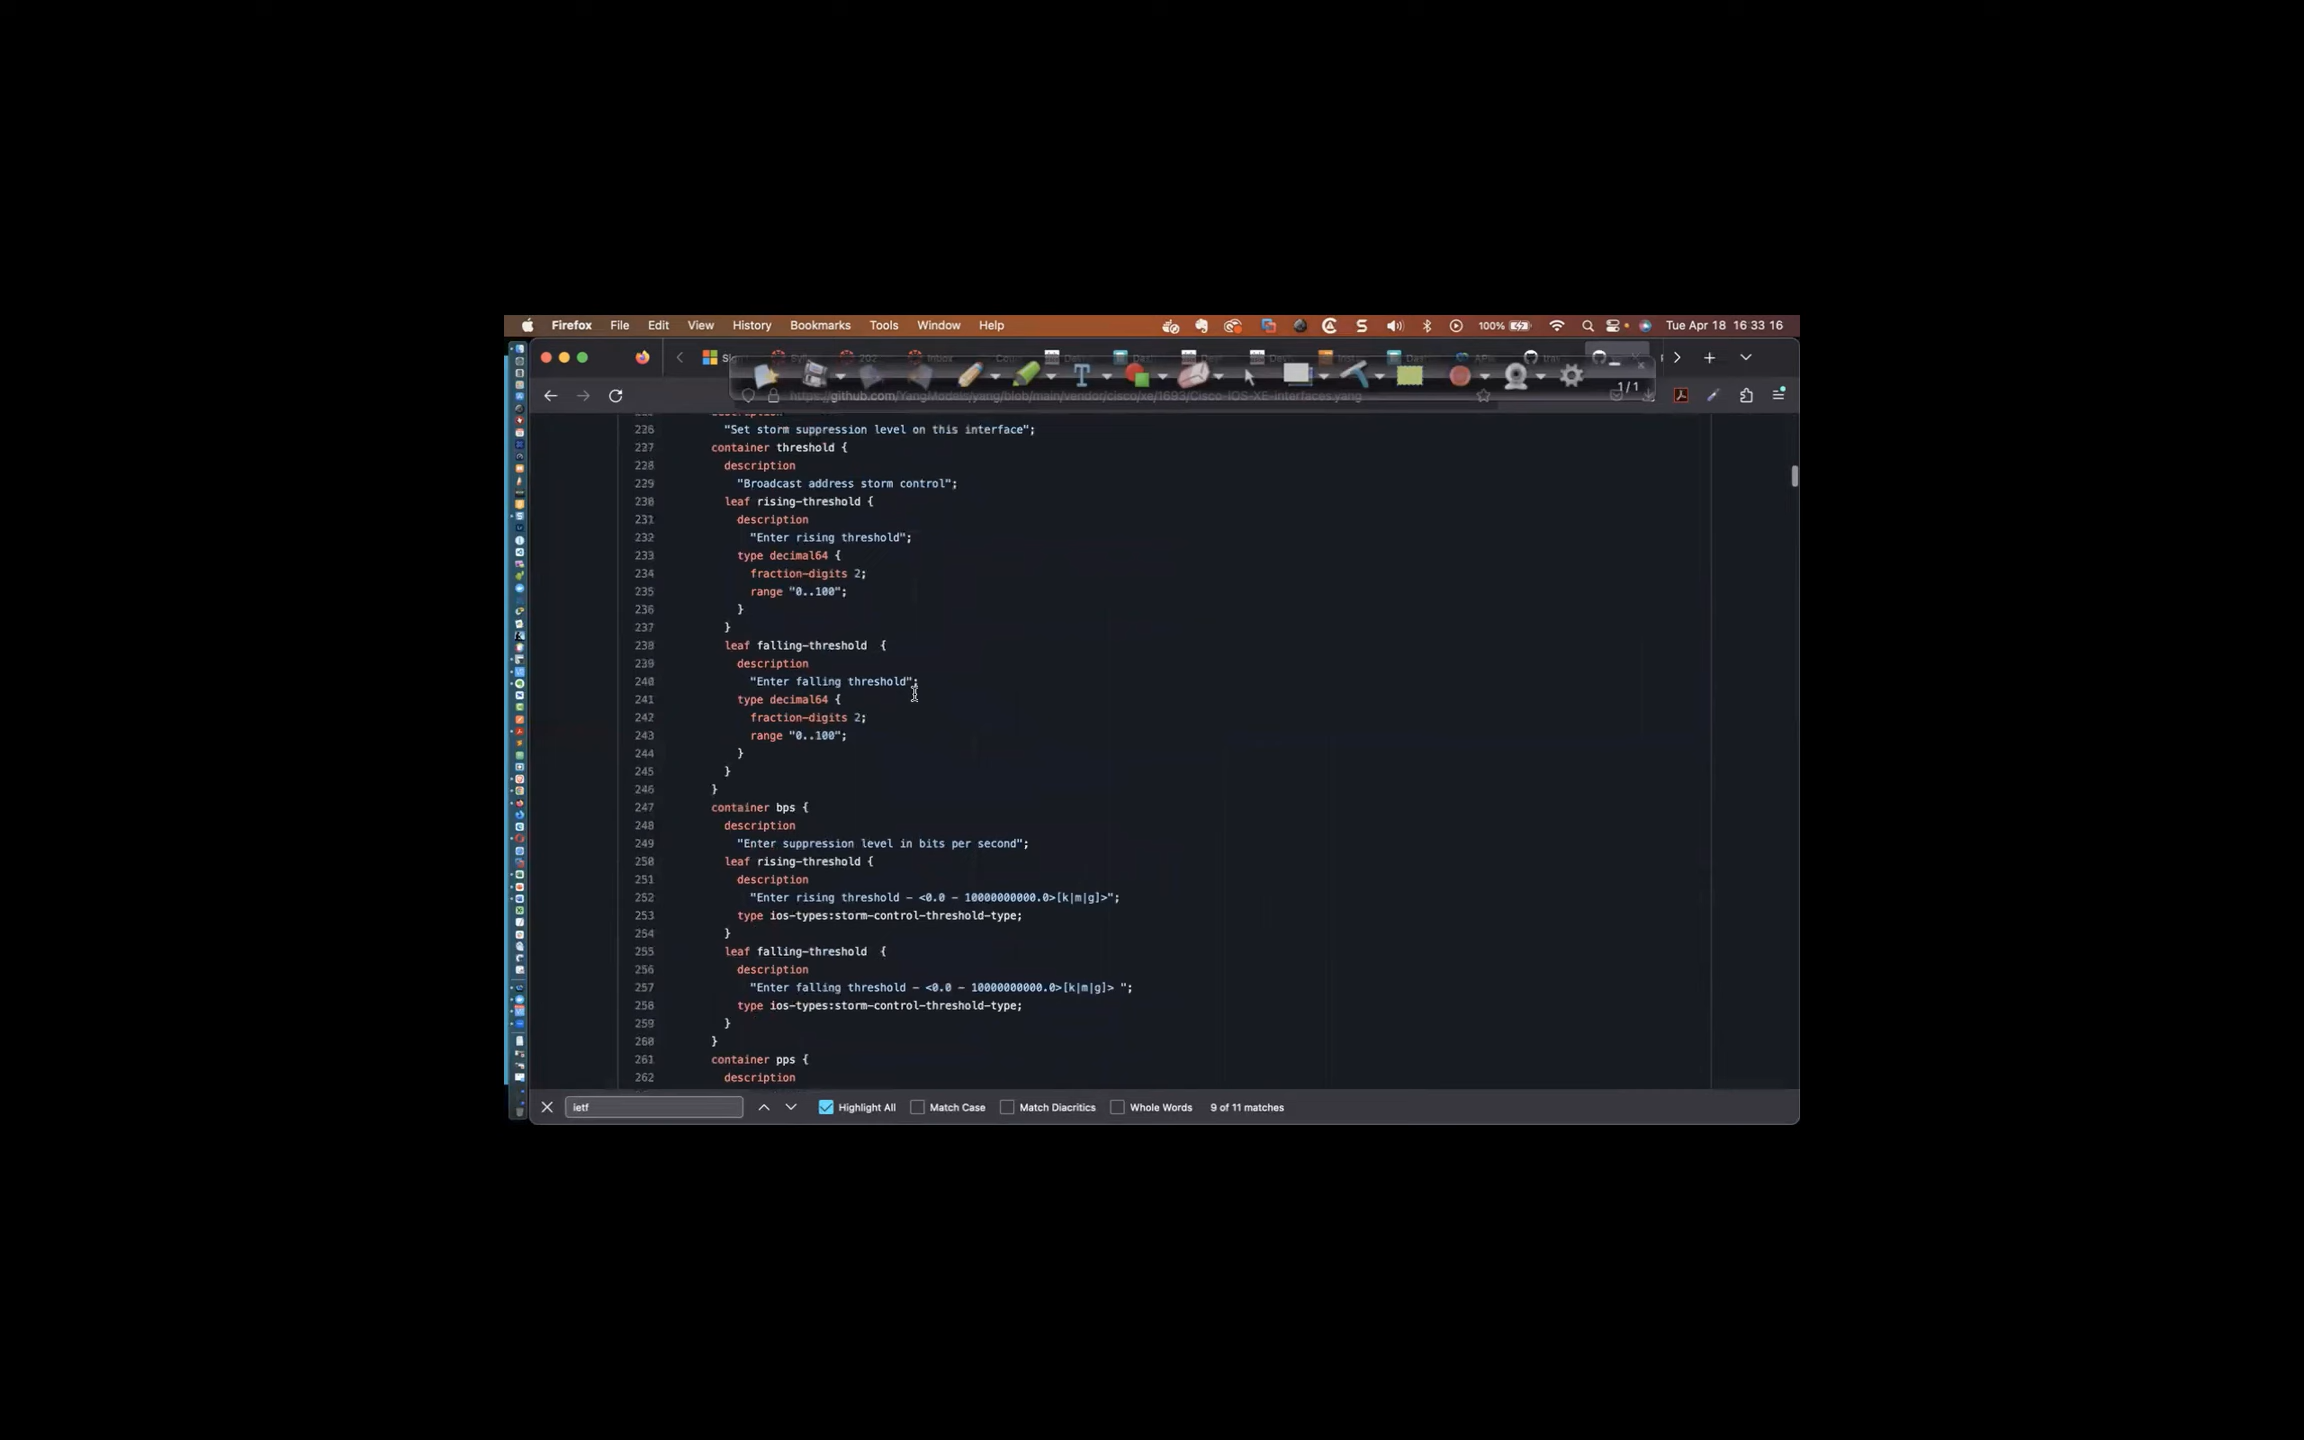 Firefox File Edit View History Bookmarks Tools Window Help 100% Tue Apr 18 16 33 16
202 Inbox
1/1
https://github.com/YangModels/yang/blob/main/vendor/cisco/xe/1693/Cisco-IOS-XE-interfaces.yang
226 "Set storm suppression level on this interface";
227 container threshold {
228 description
229 "Broadcast address storm control";
230 leaf rising-threshold {
231 description
232 "Enter rising threshold";
233 type decimal64 {
234 fraction-digits 2;
235 range "0..100";
236 }
237 }
238 leaf falling-threshold  {
239 description
240 "Enter falling threshold";
241 type decimal64 {
242 fraction-digits 2;
243 range "0..100";
244 }
245 }
246 }
247 container bps {
248 description
249 "Enter suppression level in bits per second";
250 leaf rising-threshold {
251 description
252 "Enter rising threshold – <0.0 – 10000000000.0>[k|m|g]>";
253 type ios-types:storm-control-threshold-type;
254 }
255 leaf falling-threshold  {
256 description
257 "Enter falling threshold – <0.0 – 10000000000.0>[k|m|g]> ";
258 type ios-types:storm-control-threshold-type;
259 }
260 }
261 container pps {
262 description
ietf Highlight All Match Case Match Diacritics Whole Words 9 of 11 matches